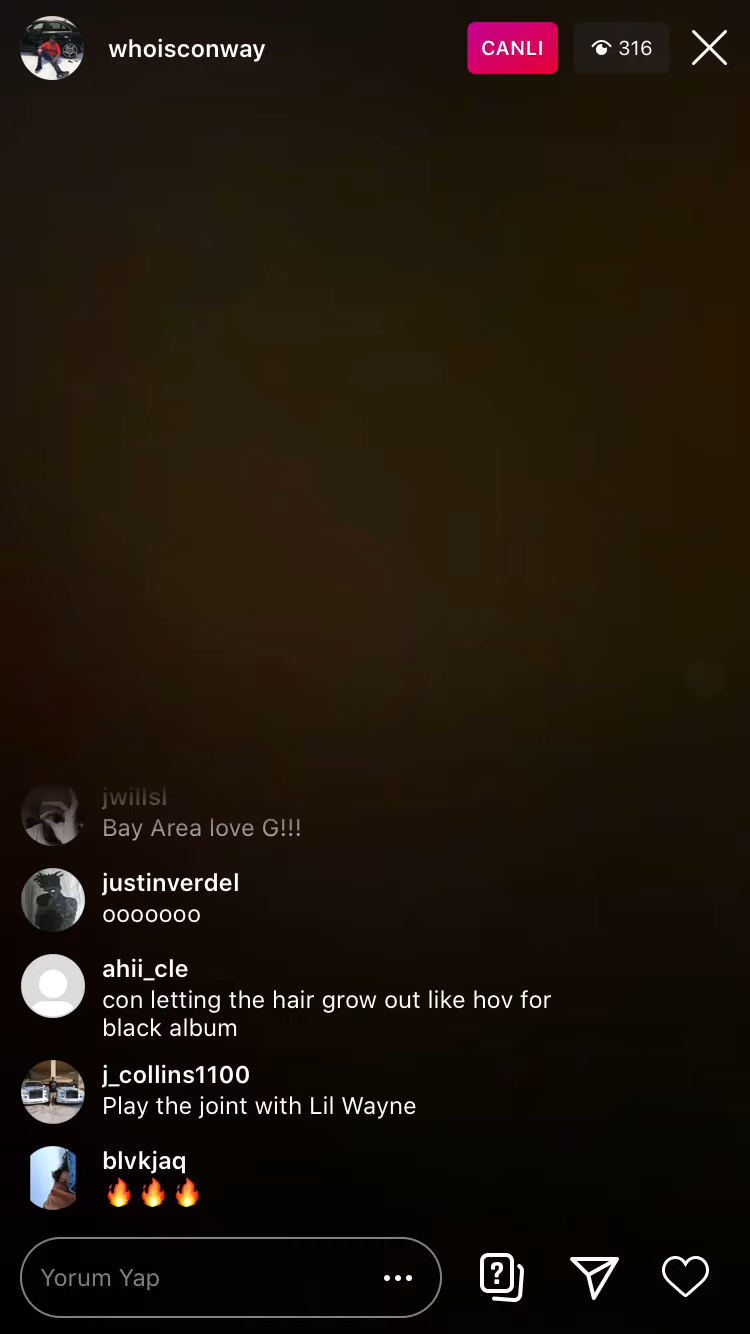 whoisconway
CANLI
316
jwillsl
Bay Area love G!!!
justinverdel
ooooooo
ahii_cle
con letting the hair grow out like hov for
black album
j_collins1100
Play the joint with Lil Wayne
blvkjaq
🔥🔥🔥
Yorum Yap